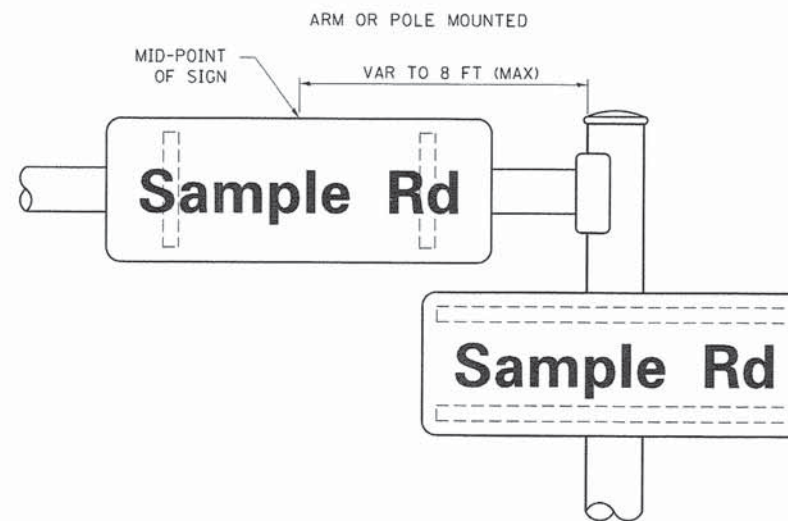 ARM OR POLE MOUNTED
MID-POINT
OF SIGN
VAR TO 8 FT (MAX)
Sample Rd
Sample Rd